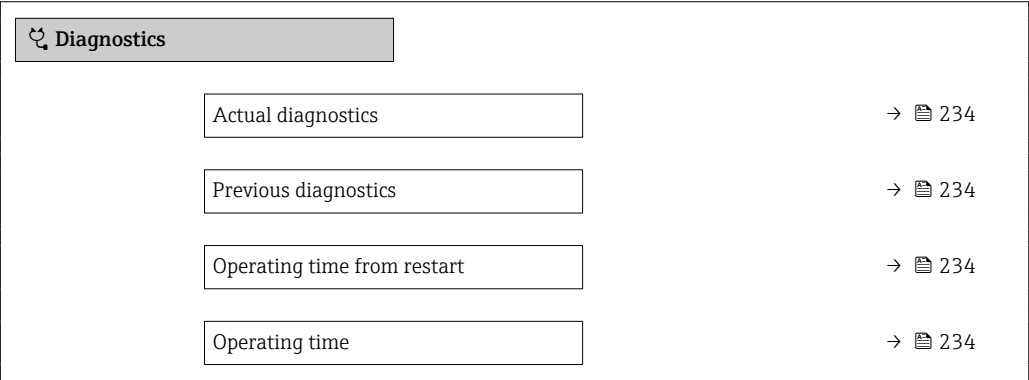 Diagnostics
Actual diagnostics → 234
Previous diagnostics → 234
Operating time from restart → 234
Operating time → 234